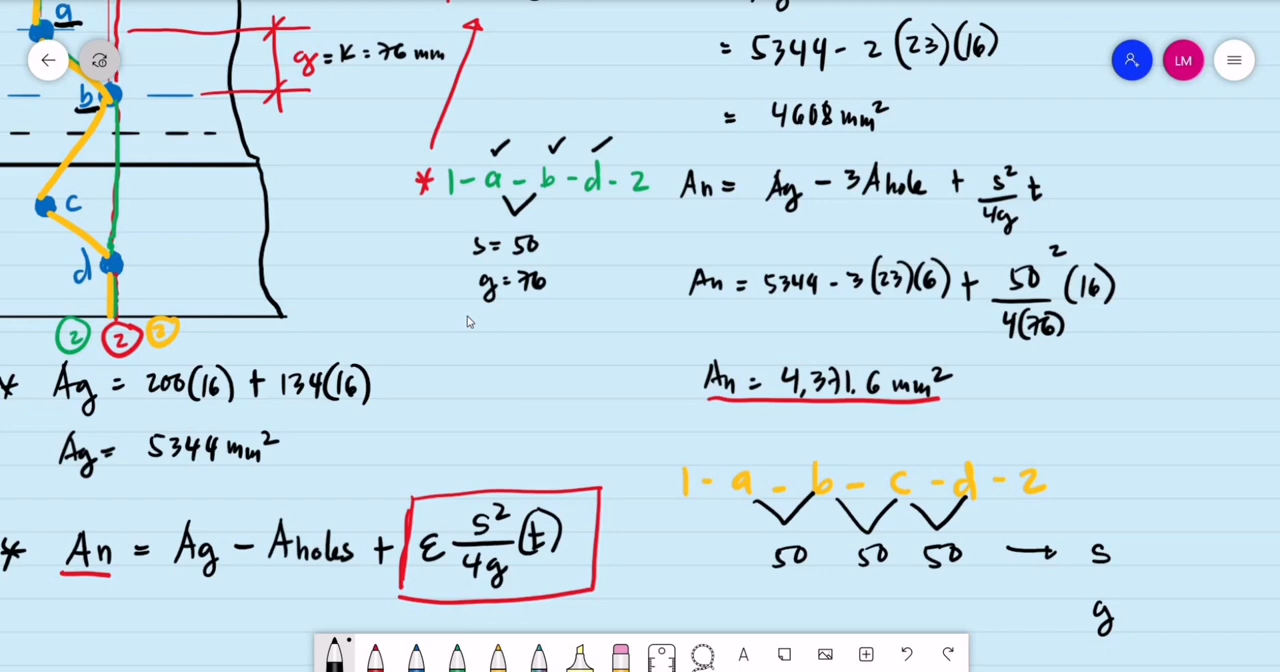 a
g = K = 76 mm
b
c
d
2 2 2
* Ag = 200(16) + 134(16)
Ag = 5344 mm²
* An = Ag - Aholes + Σ s²/4g (t)
* 1-a-b-d-2
s = 50
g = 76
= 5344 - 2 (23)(16)
= 4608 mm²
An = Ag - 3Ahole + s²/4g t
An = 5344 - 3(23)(6) + 50²/4(76) (16)
An = 4,371.6 mm²
1-a-b-c-d-2
50 50 50 → s
g
LM
A